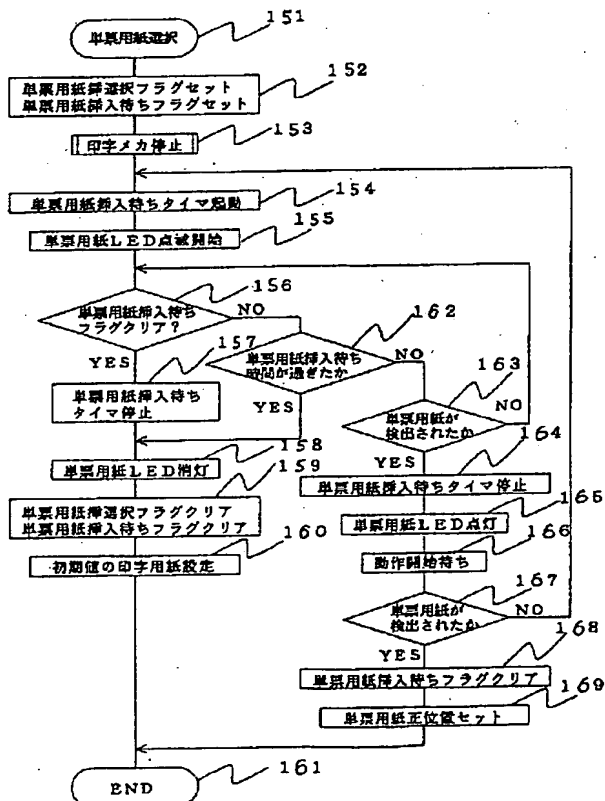 151
単票用紙選択
152
単票用紙挿選択フラグセット
単票用紙挿入待ちフラグセット
153
印字メカ停止
154
単票用紙挿入待ちタイマ起動
155
単票用紙LED点滅開始
156
単票用紙挿入待ち
フラグクリア?
NO
YES
157
単票用紙挿入待ち
タイマ停止
162
単票用紙挿入待ち
時間が過ぎたか
NO
YES
163
単票用紙が
検出されたか
NO
YES
158
単票用紙LED消灯
159
単票用紙挿選択フラグクリア
単票用紙挿入待ちフラグクリア
160
初期値の印字用紙設定
164
単票用紙挿入待ちタイマ停止
165
単票用紙LED点灯
166
動作開始待ち
167
単票用紙が
検出されたか
NO
YES
168
単票用紙挿入待ちフラグクリア
169
単票用紙正位置セット
161
END